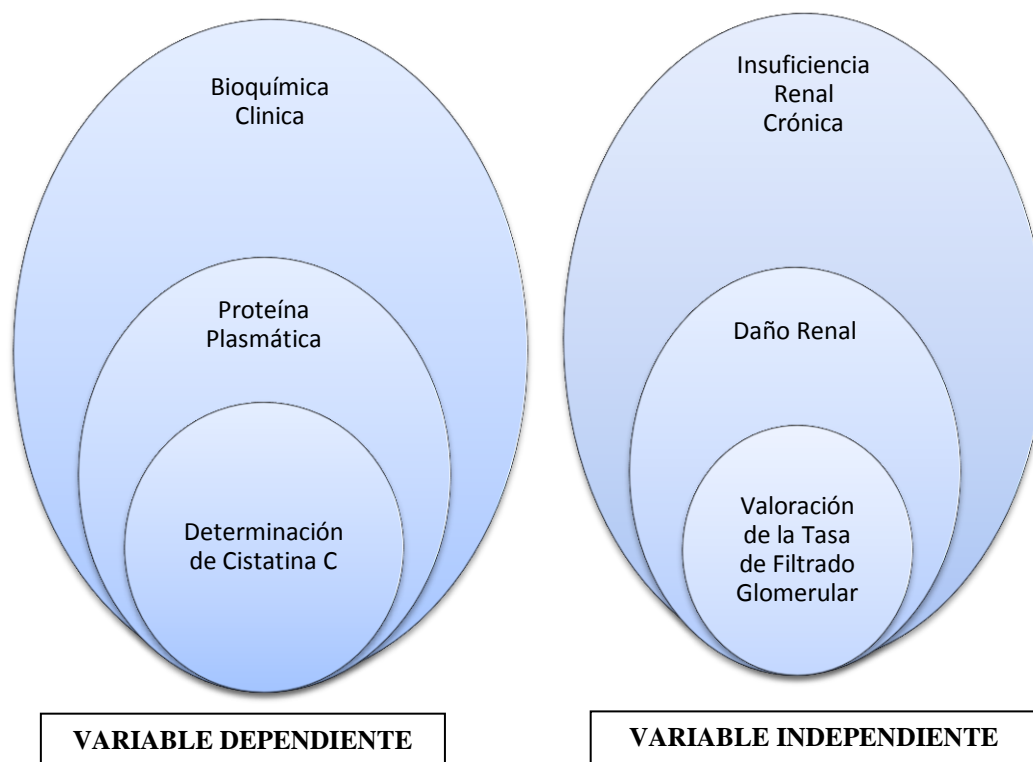 Bioquímica
Clinica
Proteína
Plasmática
Determinación
de Cistatina C
VARIABLE DEPENDIENTE
Insuficiencia
Renal
Crónica
Daño Renal
Valoración
de la Tasa
de Filtrado
Glomerular
VARIABLE INDEPENDIENTE